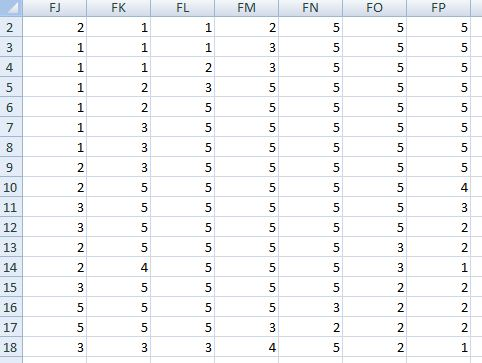 FJ FK FL FM FN FO FP
2 2 1 1 2 5 5 5
3 1 1 1 3 5 5 5
4 1 1 2 3 5 5 5
5 1 2 3 5 5 5 5
6 1 2 5 5 5 5 5
7 1 3 5 5 5 5 5
8 1 3 5 5 5 5 5
9 2 3 5 5 5 5 5
10 2 5 5 5 5 5 4
11 3 5 5 5 5 5 3
12 3 5 5 5 5 5 2
13 2 5 5 5 5 3 2
14 2 4 5 5 5 3 1
15 3 5 5 5 5 2 2
16 5 5 5 5 3 2 2
17 5 5 5 3 2 2 2
18 3 3 3 4 5 2 1